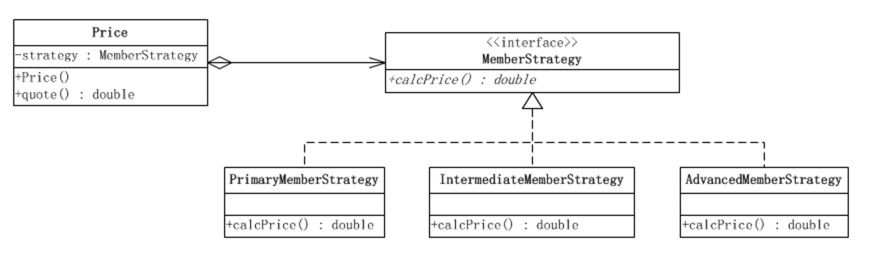 Price
-strategy : MemberStrategy
+Price()
+quote() : double
<<interface>>
MemberStrategy
+calcPrice() : double
PrimaryMemberStrategy
+calcPrice() : double
IntermediateMemberStrategy
+calcPrice() : double
AdvancedMemberStrategy
+calcPrice() : double